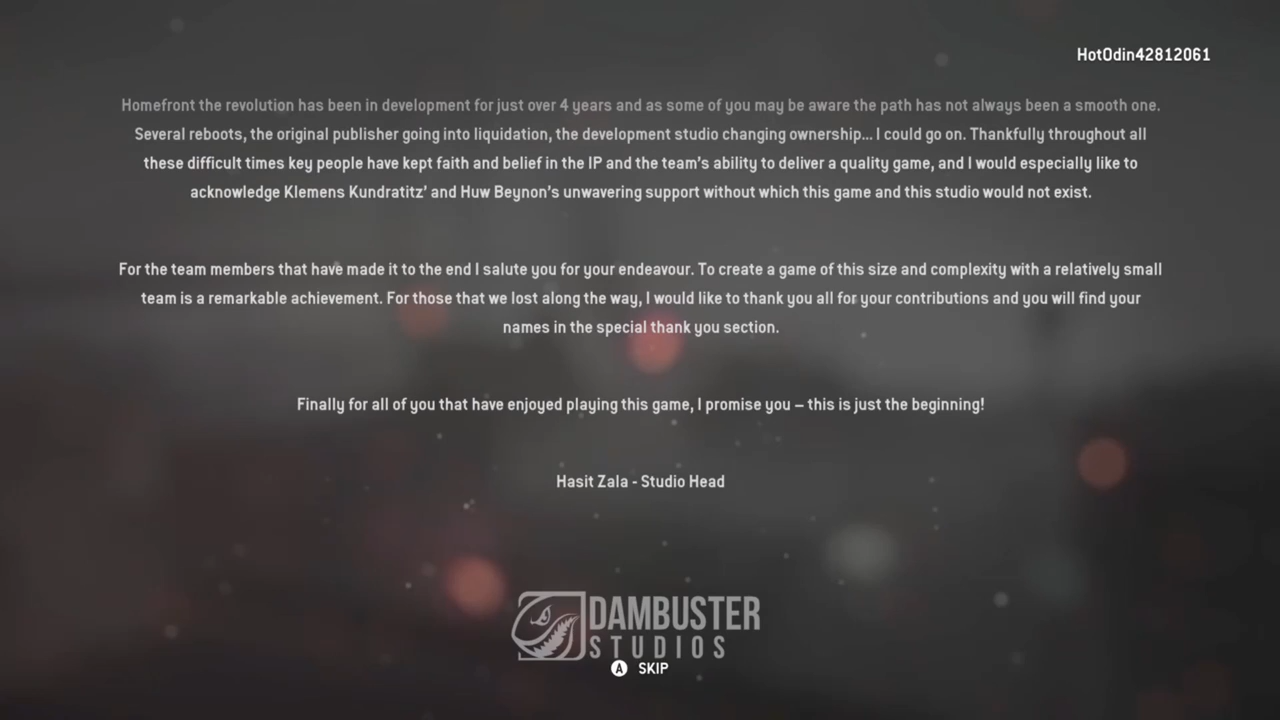 HotOdin42812061
Homefront the revolution has been in development for just over 4 years and as some of you may be aware the path has not always been a smooth one.
Several reboots, the original publisher going into liquidation, the development studio changing ownership... I could go on. Thankfully throughout all
these difficult times key people have kept faith and belief in the IP and the team's ability to deliver a quality game, and I would especially like to
acknowledge Klemens Kundratitz' and Huw Beynon's unwavering support without which this game and this studio would not exist.
For the team members that have made it to the end I salute you for your endeavour. To create a game of this size and complexity with a relatively small
team is a remarkable achievement. For those that we lost along the way, I would like to thank you all for your contributions and you will find your
names in the special thank you section.
Finally for all of you that have enjoyed playing this game, I promise you – this is just the beginning!
Hasit Zala - Studio Head
DAMBUSTER
STUDIOS
A SKIP